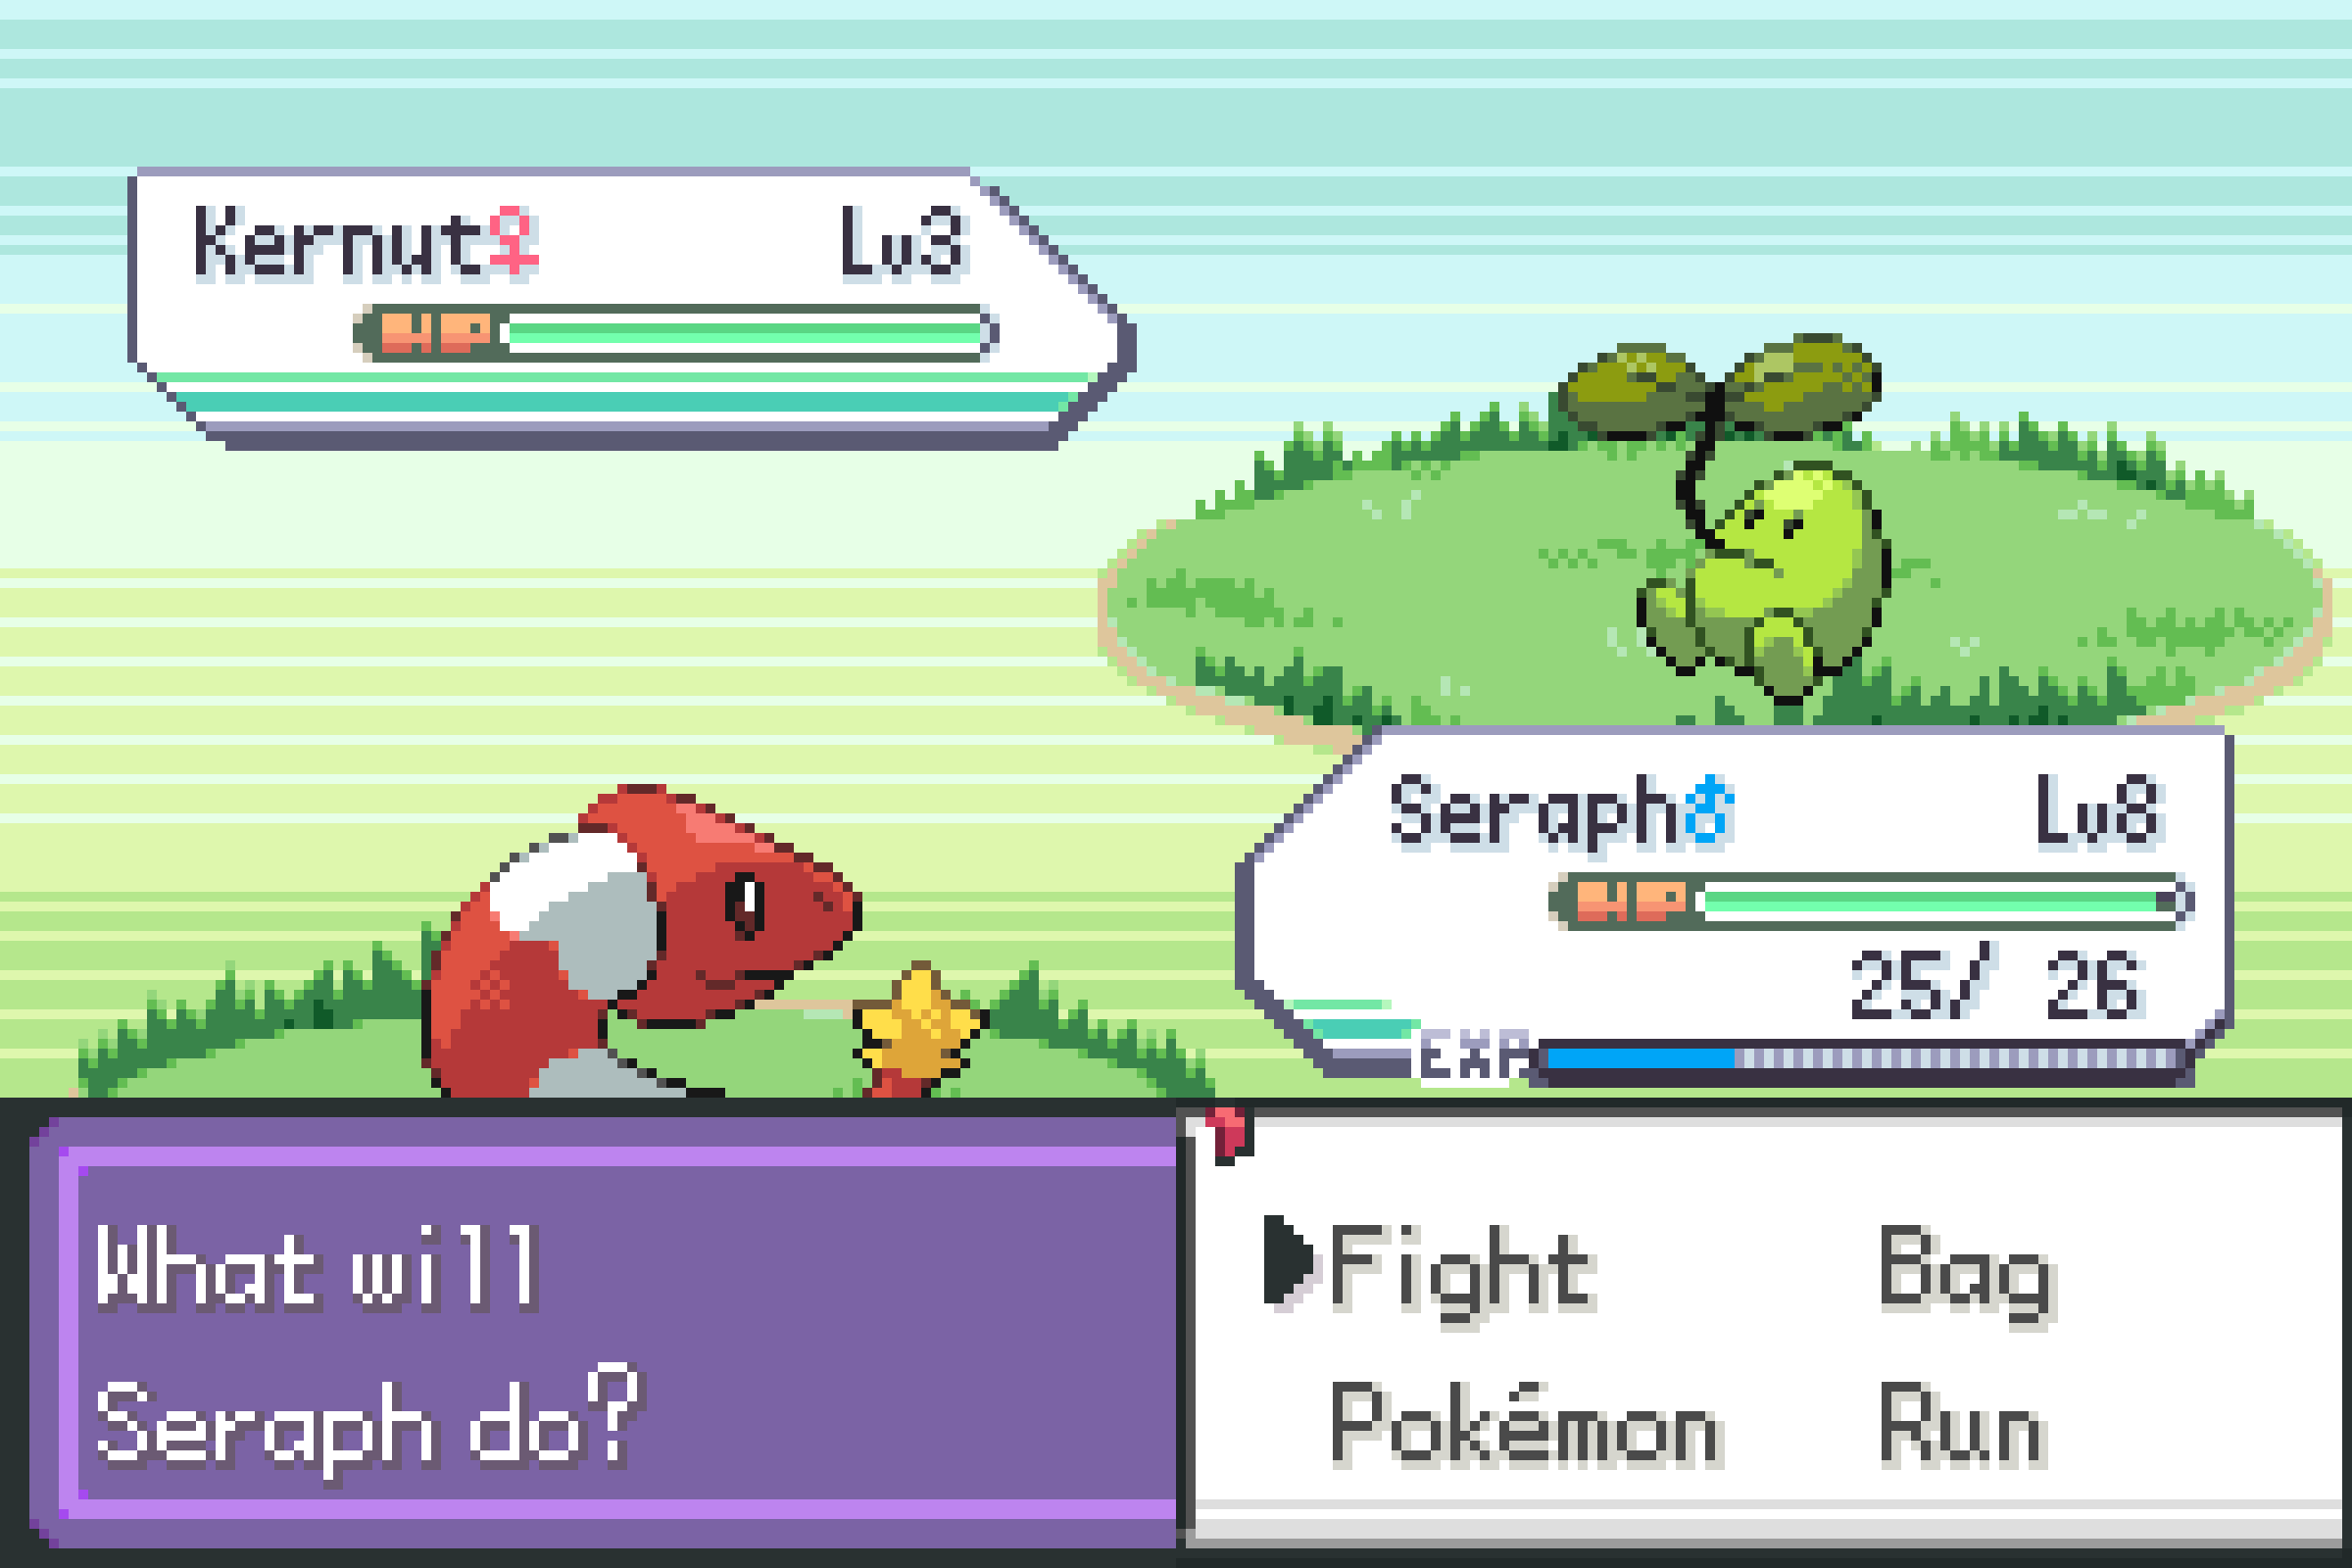 Kernut♀ Lv3
HP
Seraph♂ Lv8
HP
25/ 26
EXP
What will
Seraph do?
Fight Bag
Pokémon Run